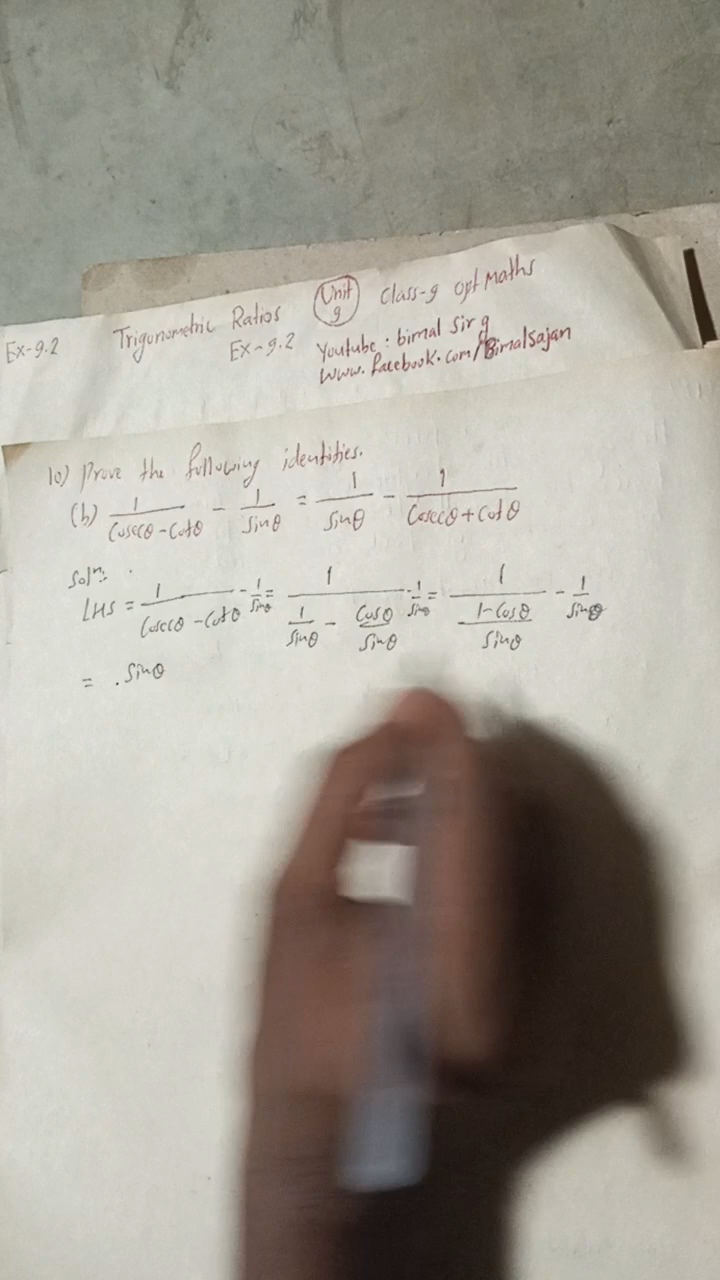 Ex-9.2 Trigonometric Ratios Unit 9 Class-9 opt Maths
Ex-9.2 Youtube : bimal Sir g
www.facebook.com/Bimalsajan
10) Prove the following identities.
(b) 1/(Cosecθ - Cotθ) - 1/Sinθ = 1/Sinθ - 1/(Cosecθ + Cotθ)
Solⁿ:
LHS = 1/(Cosecθ - Cotθ) - 1/Sinθ = 1/(1/Sinθ - Cosθ/Sinθ) - 1/Sinθ = 1/((1-Cosθ)/Sinθ) - 1/Sinθ
= . Sinθ